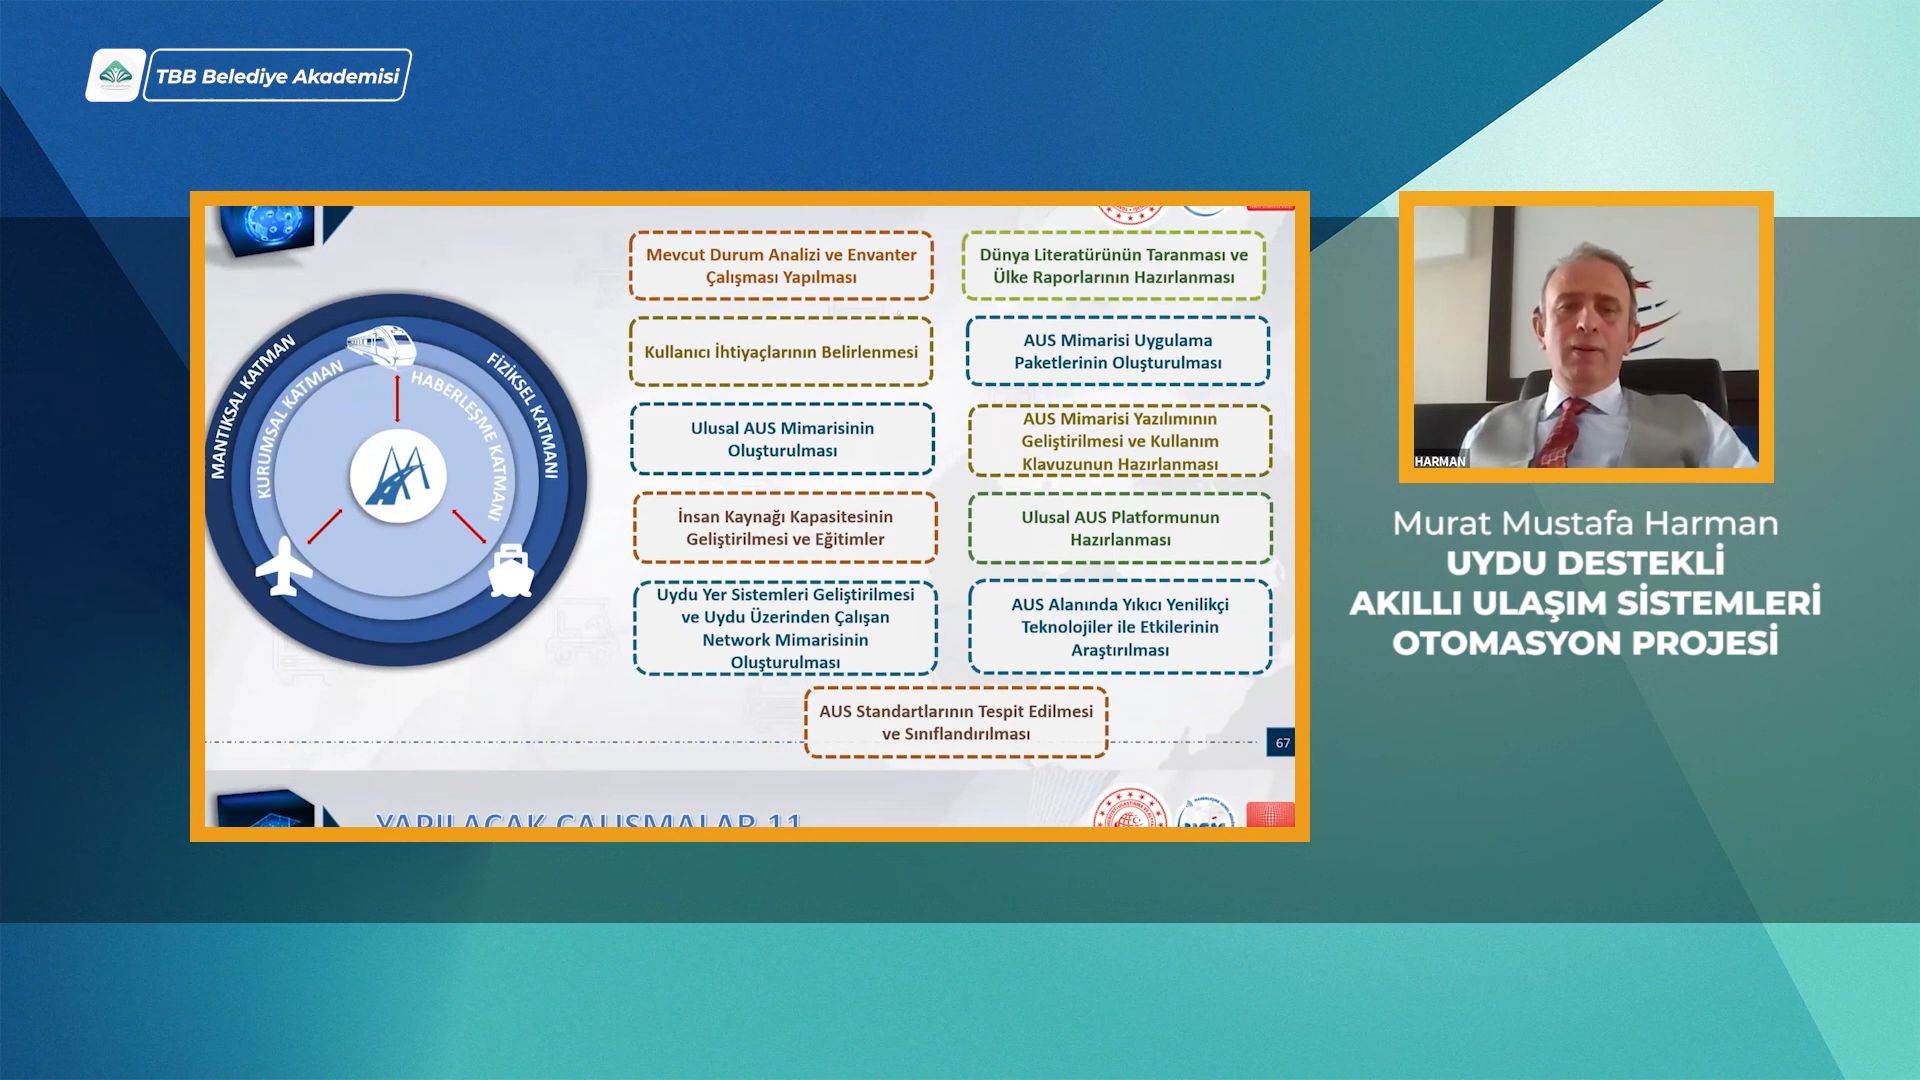 TBB Belediye Akademisi
Mevcut Durum Analizi ve Envanter
Çalışması Yapılması
Dünya Literatürünün Taranması ve
Ülke Raporlarının Hazırlanması
Kullanıcı İhtiyaçlarının Belirlenmesi
AUS Mimarisi Uygulama
Paketlerinin Oluşturulması
Ulusal AUS Mimarisinin
Oluşturulması
AUS Mimarisi Yazılımının
Geliştirilmesi ve Kullanım
Klavuzunun Hazırlanması
İnsan Kaynağı Kapasitesinin
Geliştirilmesi ve Eğitimler
Ulusal AUS Platformunun
Hazırlanması
Uydu Yer Sistemleri Geliştirilmesi
ve Uydu Üzerinden Çalışan
Network Mimarisinin
Oluşturulması
AUS Alanında Yıkıcı Yenilikçi
Teknolojiler ile Etkilerinin
Araştırılması
AUS Standartlarının Tespit Edilmesi
ve Sınıflandırılması
MANTIKSAL KATMAN
KURUMSAL KATMAN
HABERLEŞME KATMANI
FİZİKSEL KATMANI
67
YAPILACAK ÇALIŞMALAR 11
HARMAN
Murat Mustafa Harman
UYDU DESTEKLİ
AKILLI ULAŞIM SİSTEMLERİ
OTOMASYON PROJESİ